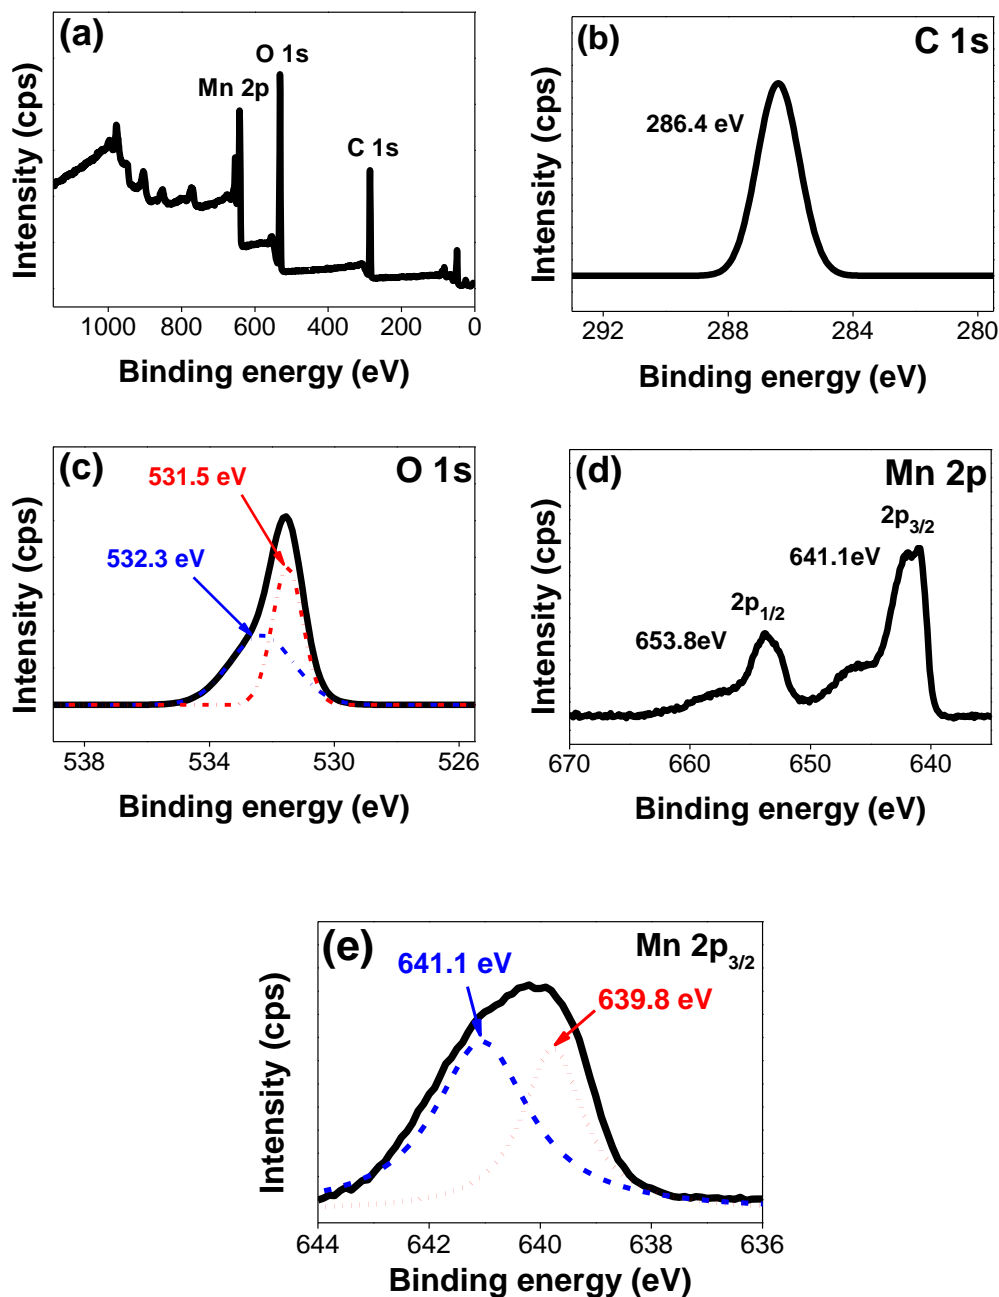 (a)
O 1s
Mn 2p
C 1s
Intensity (cps)
1000 800 600 400 200 0
Binding energy (eV)
(b)
C 1s
286.4 eV
Intensity (cps)
292 288 284 280
Binding energy (eV)
(c)
O 1s
531.5 eV
532.3 eV
Intensity (cps)
538 534 530 526
Binding energy (eV)
(d)
Mn 2p
2p3/2
641.1eV
2p1/2
653.8eV
Intensity (cps)
670 660 650 640
Binding energy (eV)
(e)
Mn 2p3/2
641.1 eV
639.8 eV
Intensity (cps)
644 642 640 638 636
Binding energy (eV)